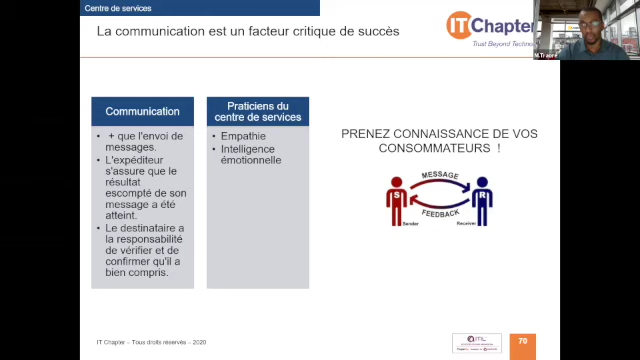 Centre de services
La communication est un facteur critique de succès
IT Chapter
Trust Beyond Techno
M.Traoré
Communication
+ que l'envoi de
messages.
L'expéditeur
s'assure que le
résultat
escompté de son
message a été
atteint.
Le destinataire a
la responsabilité
de vérifier et de
confirmer qu'il a
bien compris.
Praticiens du
centre de services
Empathie
Intelligence
émotionnelle
PRENEZ CONNAISSANCE DE VOS
CONSOMMATEURS !
MESSAGE
S
R
FEEDBACK
Sender
Receiver
IT Chapter – Tous droits réservés – 2020
ITIL
70